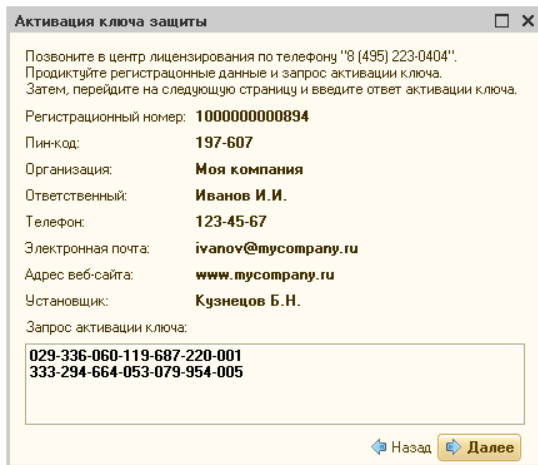 Активация ключа защиты
Позвоните в центр лицензирования по телефону "8 (495) 223-0404".
Продиктуйте регистрационные данные и запрос активации ключа.
Затем, перейдите на следующую страницу и введите ответ активации ключа.
Регистрационный номер: 1000000000894
Пин-код: 197-607
Организация: Моя компания
Ответственный: Иванов И.И.
Телефон: 123-45-67
Электронная почта: ivanov@mycompany.ru
Адрес веб-сайта: www.mycompany.ru
Установщик: Кузнецов Б.Н.
Запрос активации ключа:
029-336-060-119-687-220-001
333-294-664-053-079-954-005
Назад Далее